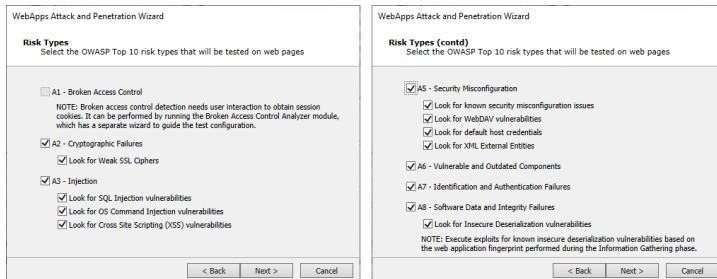 WebApps Attack and Penetration Wizard
Risk Types
Select the OWASP Top 10 risk types that will be tested on web pages
A1 - Broken Access Control
NOTE: Broken access control detection needs user interaction to obtain session
cookies. It can be performed by running the Broken Access Control Analyzer module,
which has a separate wizard to guide the test configuration.
A2 - Cryptographic Failures
Look for Weak SSL Ciphers
A3 - Injection
Look for SQL Injection vulnerabilities
Look for OS Command Injection vulnerabilities
Look for Cross Site Scripting (XSS) vulnerabilities
< Back
Next >
Cancel
WebApps Attack and Penetration Wizard
Risk Types (contd)
Select the OWASP Top 10 risk types that will be tested on web pages
A5 - Security Misconfiguration
Look for known security misconfiguration issues
Look for WebDAV vulnerabilities
Look for default host credentials
Look for XML External Entities
A6 - Vulnerable and Outdated Components
A7 - Identification and Authentication Failures
A8 - Software Data and Integrity Failures
Look for Insecure Deserialization vulnerabilities
NOTE: Execute exploits for known insecure deserialization vulnerabilities based on
the web application fingerprint performed during the Information Gathering phase.
< Back
Next >
Cancel